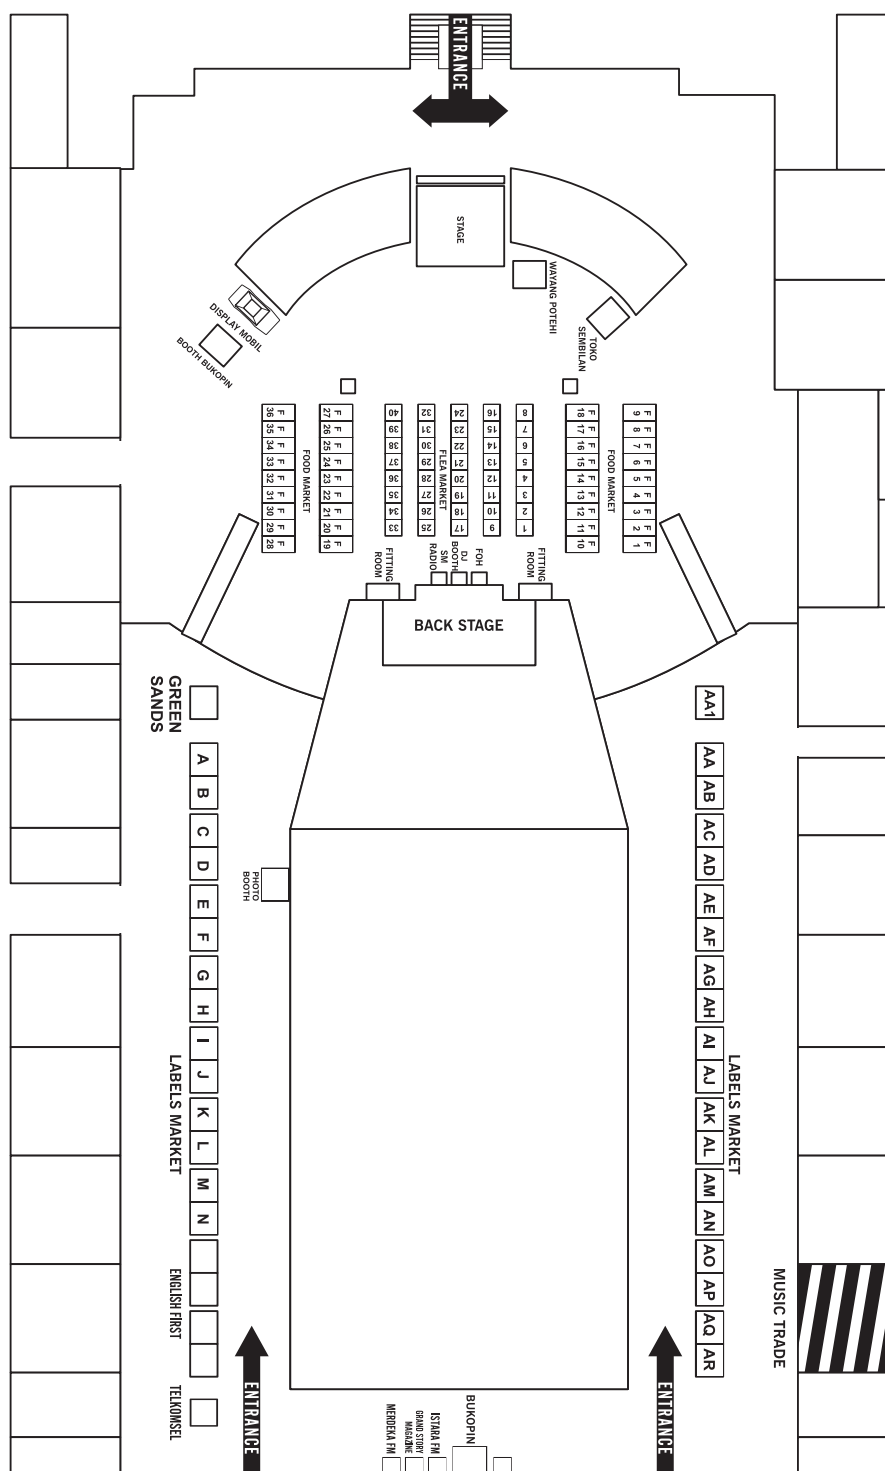 ENTRANCE
STAGE
WAYANG POTEHI
TOKO
SEMBILAN
DISPLAY MOBIL
BOOTH BUKOPIN
36 F
35 F
34 F
33 F
32 F
31 F
30 F
29 F
28 F
FOOD MARKET
27 F
26 F
25 F
24 F
23 F
22 F
21 F
20 F
19 F
40
39
38
37
36
35
34
33
32
31
30
29
28
27
26
25
FLEA MARKET
24
23
22
21
20
19
18
17
16
15
14
13
12
11
10
9
8
7
6
5
4
3
2
1
18 F
17 F
16 F
15 F
14 F
13 F
12 F
11 F
10 F
FOOD MARKET
9 F
8 F
7 F
6 F
5 F
4 F
3 F
2 F
1 F
FITTING
ROOM
SM
RADIO
DJ
BOOTH
FOH
FITTING
ROOM
BACK STAGE
GREEN
SANDS
A
B
C
D
E
F
G
H
I
J
K
L
M
N
PHOTO
BOOTH
LABELS MARKET
ENGLISH FIRST
TELKOMSEL
AA1
AA
AB
AC
AD
AE
AF
AG
AH
AI
AJ
AK
AL
AM
AN
AO
AP
AQ
AR
LABELS MARKET
MUSIC TRADE
ENTRANCE
ENTRANCE
MERDEKA FM
GRAND STORY
MAGAZINE
ISTARA FM
BUKOPIN